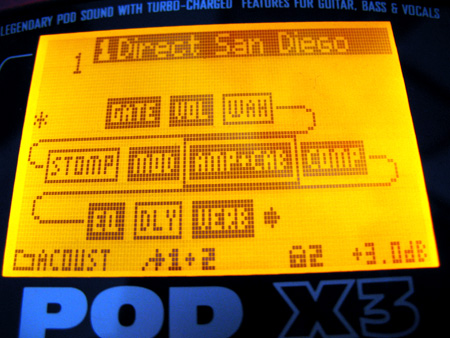 LEGENDARY POD SOUND WITH TURBO-CHARGED FEATURES FOR GUITAR, BASS & VOCALS
1 1 Direct San Diego
GATE VOL WAH
*
STOMP MOD AMP+CAB COMP
EQ DLY VERB
ACOUST 1+2 +3.0dB
POD X3